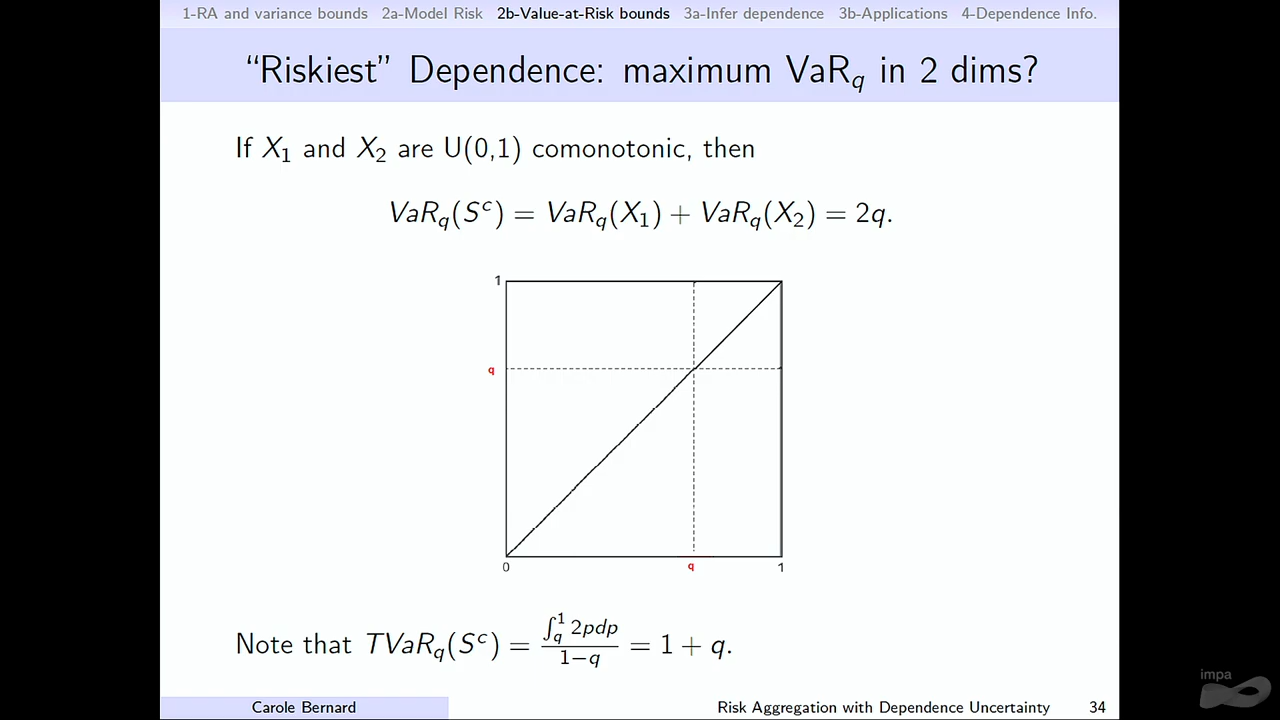 1-RA and variance bounds 2a-Model Risk 2b-Value-at-Risk bounds 3a-Infer dependence 3b-Applications 4-Dependence Info.
“Riskiest” Dependence: maximum VaR_q in 2 dims?
If X_1 and X_2 are U(0,1) comonotonic, then
VaR_q(S^c) = VaR_q(X_1) + VaR_q(X_2) = 2q.
1
q
0 q 1
Note that TVaR_q(S^c) = \frac{\int_q^1 2pdp}{1-q} = 1 + q.
impa
Carole Bernard Risk Aggregation with Dependence Uncertainty 34